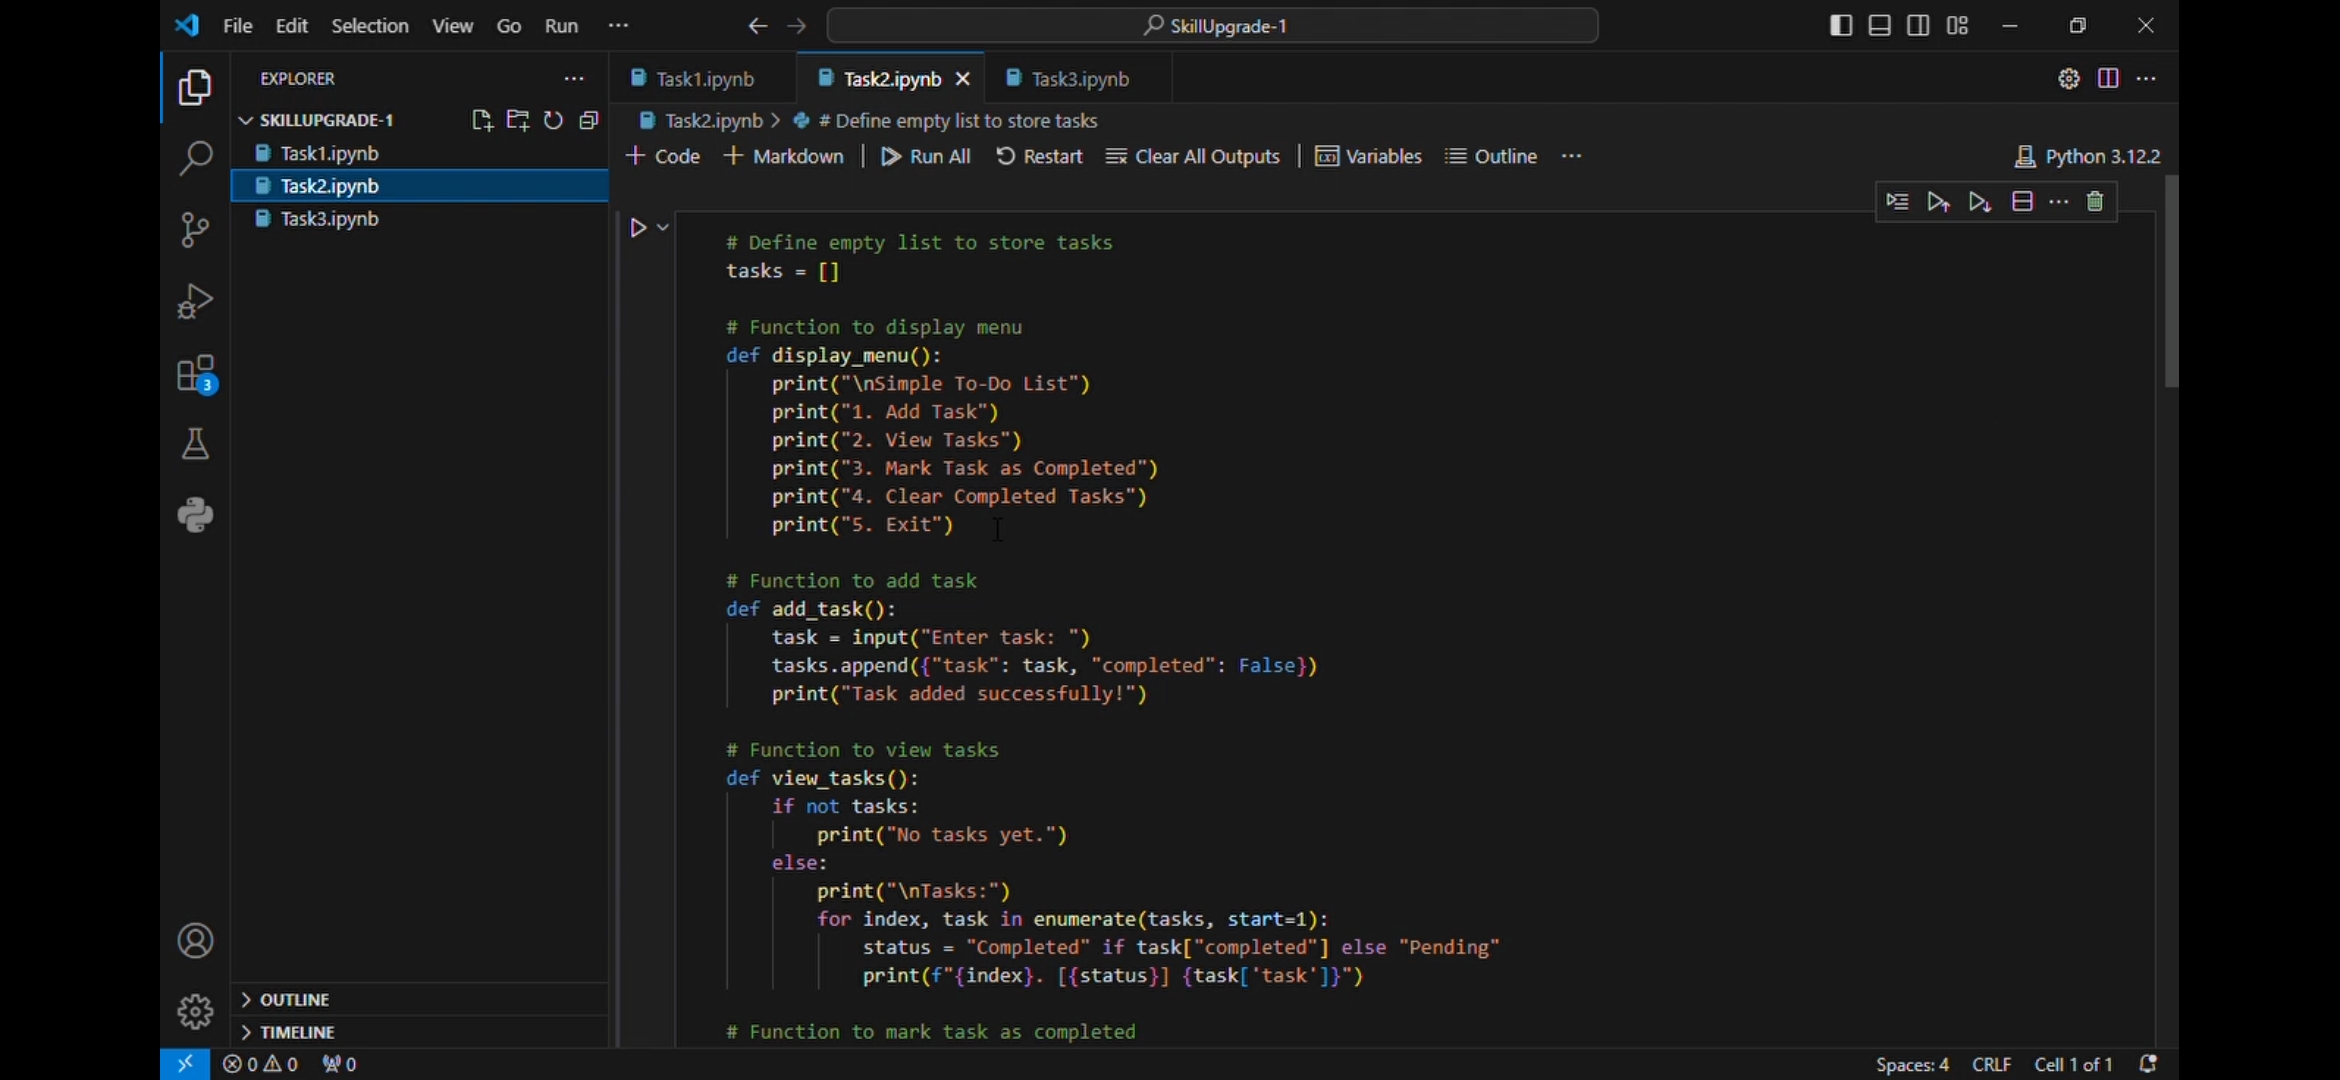 File Edit Selection View Go Run ··· SkillUpgrade-1
EXPLORER ···
Task1.ipynb Task2.ipynb Task3.ipynb ···
SKILLUPGRADE-1
Task1.ipynb
Task2.ipynb
Task3.ipynb
Task2.ipynb > # Define empty list to store tasks
+ Code + Markdown Run All Restart Clear All Outputs Variables Outline ··· Python 3.12.2
# Define empty list to store tasks
tasks = []
# Function to display menu
def display_menu():
    print("\nSimple To-Do List")
    print("1. Add Task")
    print("2. View Tasks")
    print("3. Mark Task as Completed")
    print("4. Clear Completed Tasks")
    print("5. Exit")
# Function to add task
def add_task():
    task = input("Enter task: ")
    tasks.append({"task": task, "completed": False})
    print("Task added successfully!")
# Function to view tasks
def view_tasks():
    if not tasks:
        print("No tasks yet.")
    else:
        print("\nTasks:")
        for index, task in enumerate(tasks, start=1):
            status = "Completed" if task["completed"] else "Pending"
            print(f"{index}. [{status}] {task['task']}")
# Function to mark task as completed
3
OUTLINE
TIMELINE
0 0 0 Spaces: 4 CRLF Cell 1 of 1